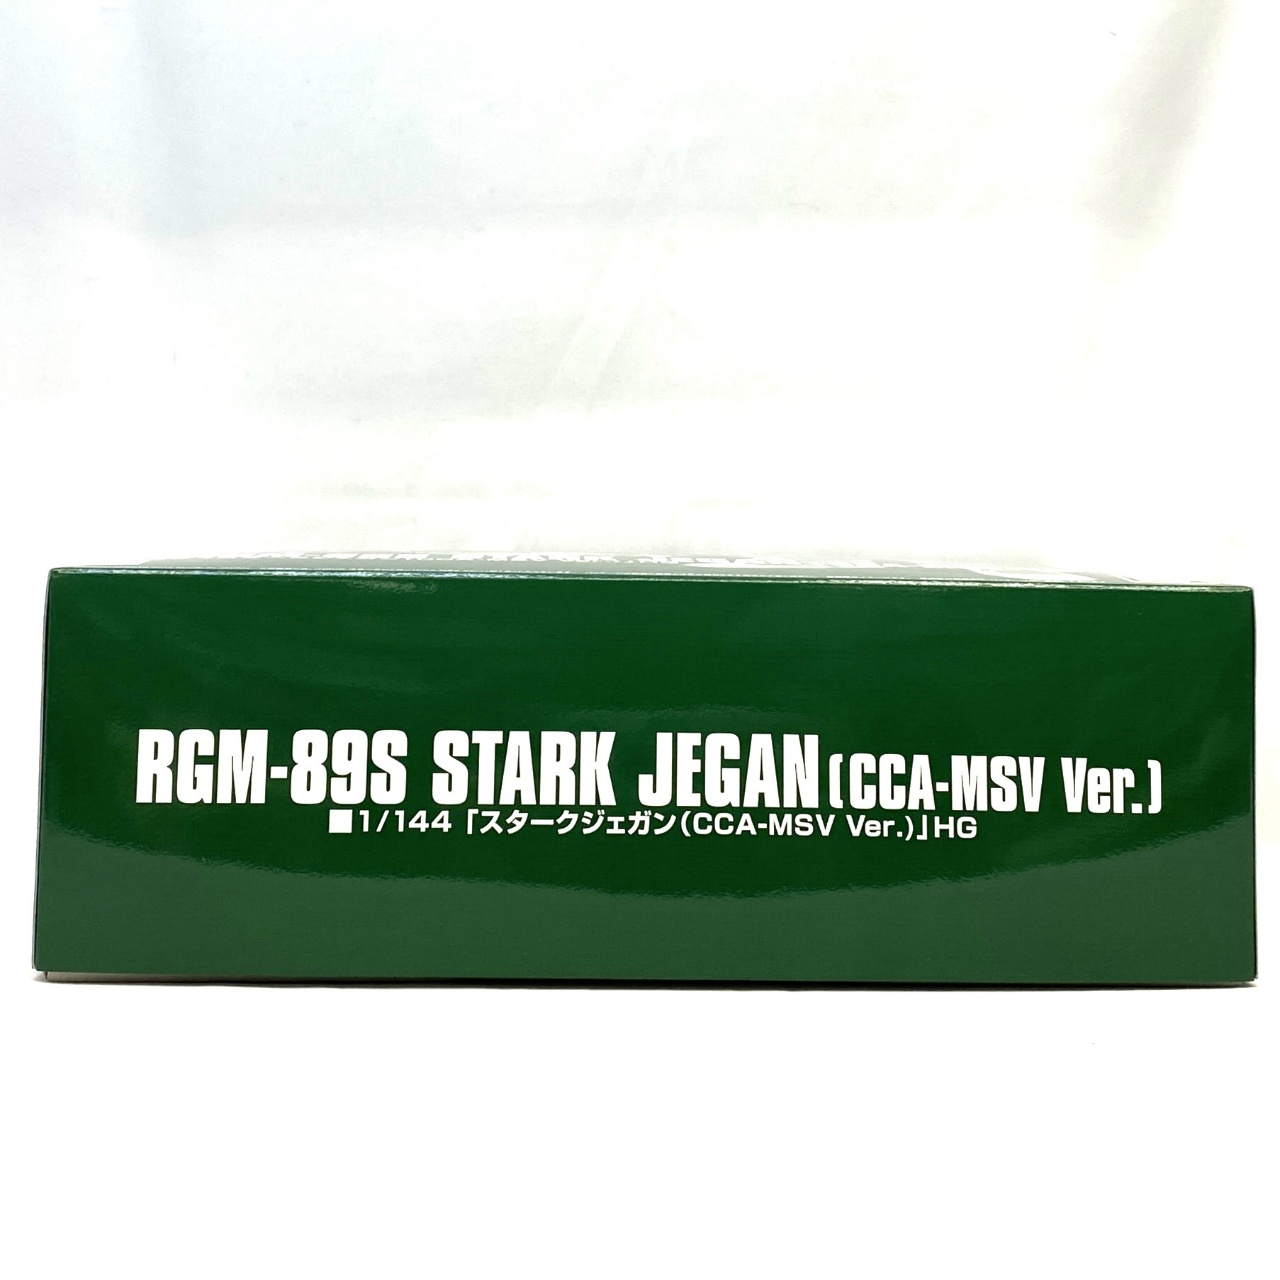 RGM-89S STARK JEGAN(CCA-MSV Ver.)
■1/144「スタークジェガン(CCA-MSV Ver.)」HG